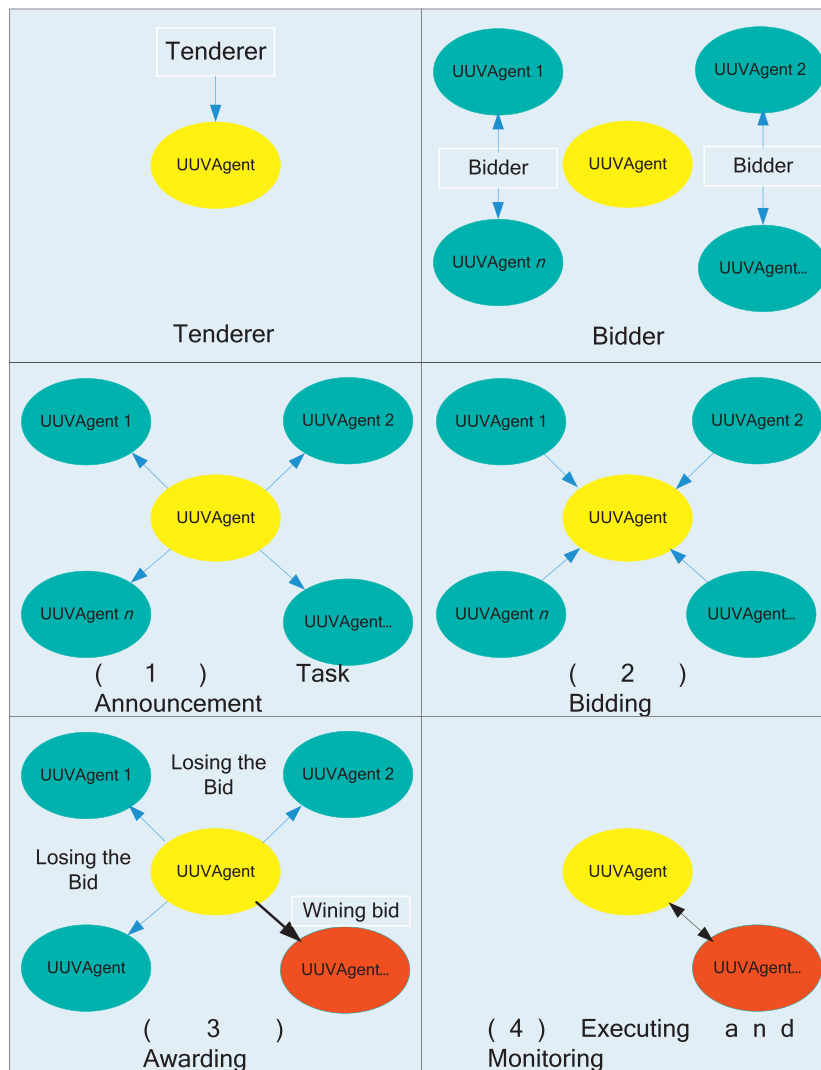 Tenderer
UUVAgent
Tenderer
UUVAgent 1
UUVAgent 2
Bidder
UUVAgent
Bidder
UUVAgent n
UUVAgent...
Bidder
UUVAgent 1
UUVAgent 2
UUVAgent
UUVAgent n
UUVAgent...
( 1 ) Task
Announcement
UUVAgent 1
UUVAgent 2
UUVAgent
UUVAgent n
UUVAgent...
( 2 )
Bidding
UUVAgent 1
Losing the
Bid
UUVAgent 2
Losing the
Bid
UUVAgent
Wining bid
UUVAgent
UUVAgent...
( 3 )
Awarding
UUVAgent
UUVAgent...
( 4 ) Executing a n d
Monitoring